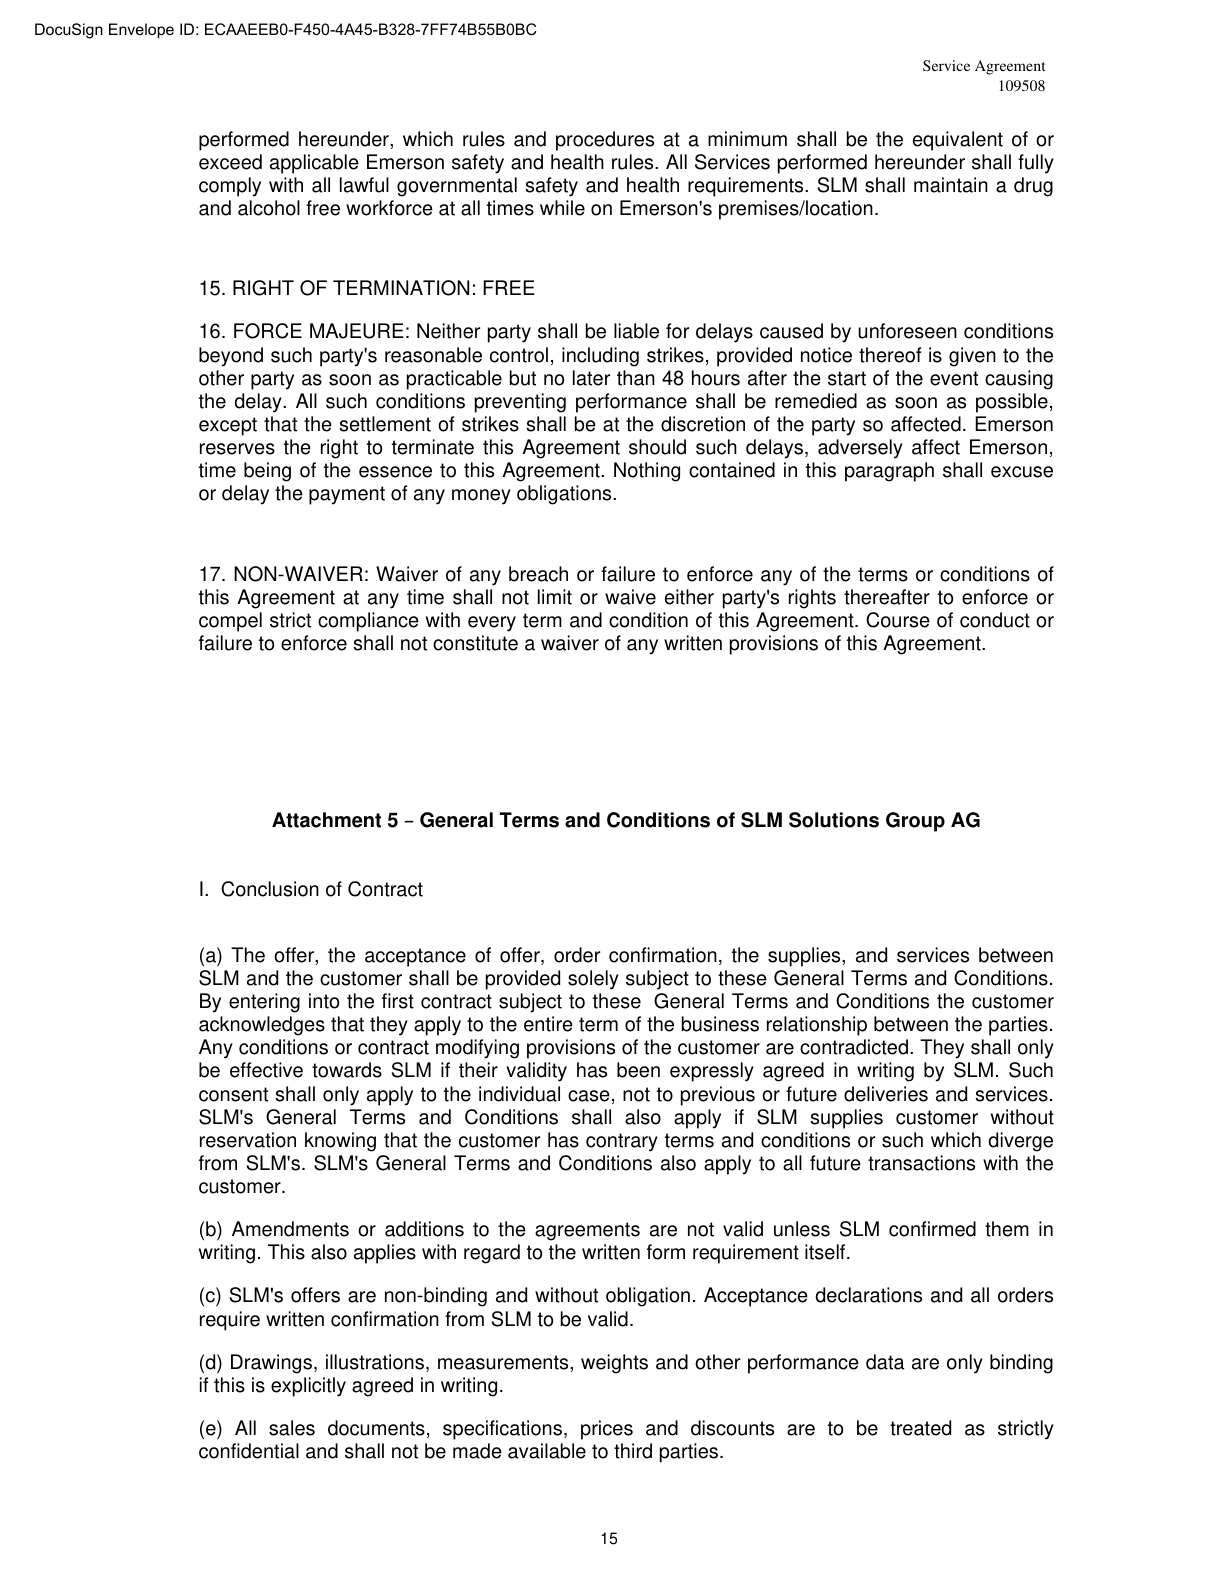 DocuSign Envelope ID: ECAAEEB0-F450-4A45-B328-7FF74B55B0BC
Service Agreement
109508
performed hereunder, which rules and procedures at a minimum shall be the equivalent of or
exceed applicable Emerson safety and health rules. All Services performed hereunder shall fully
comply with all lawful governmental safety and health requirements. SLM shall maintain a drug
and alcohol free workforce at all times while on Emerson's premises/location.
15. RIGHT OF TERMINATION: FREE
16. FORCE MAJEURE: Neither party shall be liable for delays caused by unforeseen conditions
beyond such party's reasonable control, including strikes, provided notice thereof is given to the
other party as soon as practicable but no later than 48 hours after the start of the event causing
the delay. All such conditions preventing performance shall be remedied as soon as possible,
except that the settlement of strikes shall be at the discretion of the party so affected. Emerson
reserves the right to terminate this Agreement should such delays, adversely affect Emerson,
time being of the essence to this Agreement. Nothing contained in this paragraph shall excuse
or delay the payment of any money obligations.
17. NON-WAIVER: Waiver of any breach or failure to enforce any of the terms or conditions of
this Agreement at any time shall not limit or waive either party's rights thereafter to enforce or
compel strict compliance with every term and condition of this Agreement. Course of conduct or
failure to enforce shall not constitute a waiver of any written provisions of this Agreement.
Attachment 5 – General Terms and Conditions of SLM Solutions Group AG
I. Conclusion of Contract
(a) The offer, the acceptance of offer, order confirmation, the supplies, and services between
SLM and the customer shall be provided solely subject to these General Terms and Conditions.
By entering into the first contract subject to these General Terms and Conditions the customer
acknowledges that they apply to the entire term of the business relationship between the parties.
Any conditions or contract modifying provisions of the customer are contradicted. They shall only
be effective towards SLM if their validity has been expressly agreed in writing by SLM. Such
consent shall only apply to the individual case, not to previous or future deliveries and services.
SLM's General Terms and Conditions shall also apply if SLM supplies customer without
reservation knowing that the customer has contrary terms and conditions or such which diverge
from SLM's. SLM's General Terms and Conditions also apply to all future transactions with the
customer.
(b) Amendments or additions to the agreements are not valid unless SLM confirmed them in
writing. This also applies with regard to the written form requirement itself.
(c) SLM's offers are non-binding and without obligation. Acceptance declarations and all orders
require written confirmation from SLM to be valid.
(d) Drawings, illustrations, measurements, weights and other performance data are only binding
if this is explicitly agreed in writing.
(e) All sales documents, specifications, prices and discounts are to be treated as strictly
confidential and shall not be made available to third parties.
15